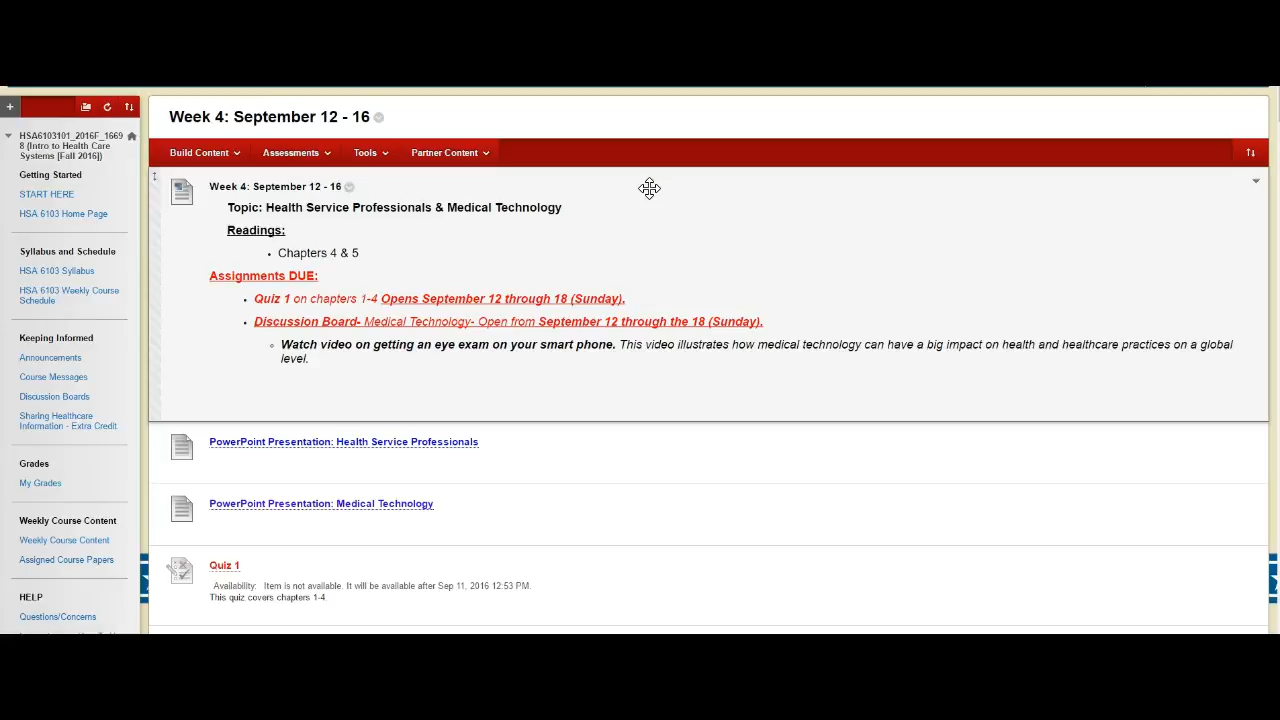 Week 4: September 12 - 16
Build Content
Assessments
Tools
Partner Content
HSA6103101_2016F_1669
8 (Intro to Health Care
Systems [Fall 2016])
Getting Started
START HERE
HSA 6103 Home Page
Syllabus and Schedule
HSA 6103 Syllabus
HSA 6103 Weekly Course
Schedule
Keeping Informed
Announcements
Course Messages
Discussion Boards
Sharing Healthcare
Information - Extra Credit
Grades
My Grades
Weekly Course Content
Weekly Course Content
Assigned Course Papers
HELP
Questions/Concerns
Week 4: September 12 - 16
Topic: Health Service Professionals & Medical Technology
Readings:
• Chapters 4 & 5
Assignments DUE:
• Quiz 1 on chapters 1-4 Opens September 12 through 18 (Sunday).
• Discussion Board- Medical Technology- Open from September 12 through the 18 (Sunday).
◦ Watch video on getting an eye exam on your smart phone. This video illustrates how medical technology can have a big impact on health and healthcare practices on a global
level.
PowerPoint Presentation: Health Service Professionals
PowerPoint Presentation: Medical Technology
Quiz 1
Availability: Item is not available. It will be available after Sep 11, 2016 12:53 PM.
This quiz covers chapters 1-4